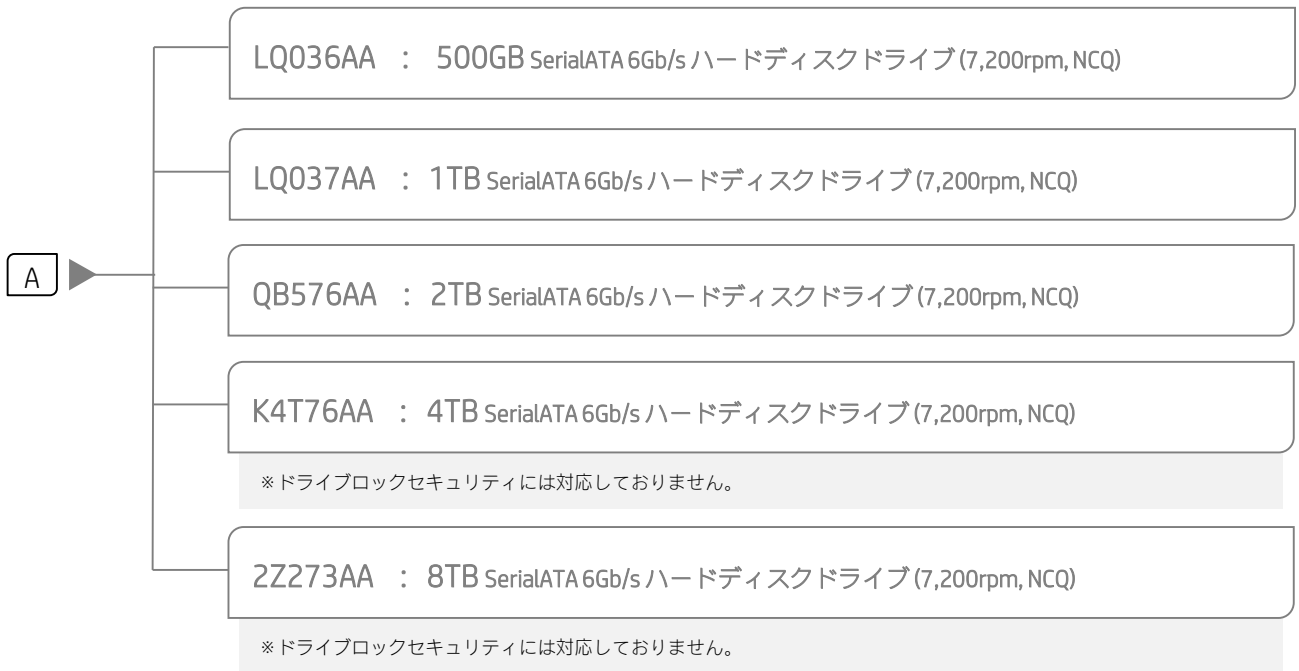 LQ036AA : 500GB SerialATA 6Gb/s ハードディスクドライブ (7,200rpm, NCQ)
LQ037AA : 1TB SerialATA 6Gb/s ハードディスクドライブ (7,200rpm, NCQ)
A
QB576AA : 2TB SerialATA 6Gb/s ハードディスクドライブ (7,200rpm, NCQ)
K4T76AA : 4TB SerialATA 6Gb/s ハードディスクドライブ (7,200rpm, NCQ)
※ドライブロックセキュリティには対応しておりません。
2Z273AA : 8TB SerialATA 6Gb/s ハードディスクドライブ (7,200rpm, NCQ)
※ドライブロックセキュリティには対応しておりません。